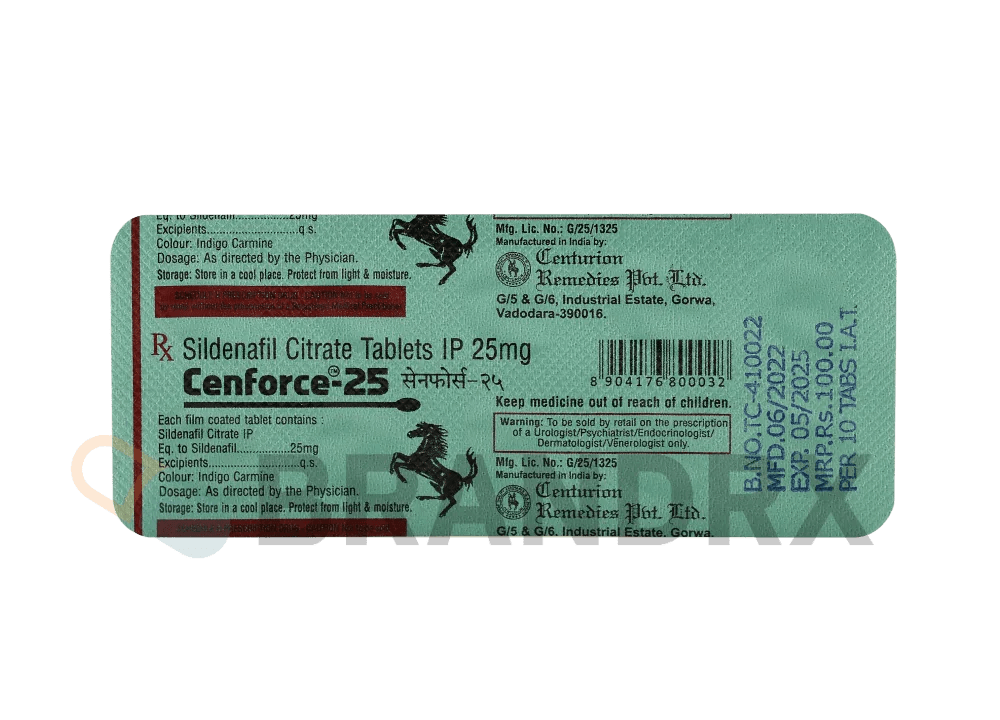 Eq. to Sildenafil.................25mg
Excipients...........................q.s.
Colour: Indigo Carmine
Dosage: As directed by the Physician.
Storage: Store in a cool place. Protect from light & moisture.
Rx Sildenafil Citrate Tablets IP 25mg
Cenforce™-25 सेनफोर्स-२५
Each film coated tablet contains :
Sildenafil Citrate IP
Eq. to Sildenafil................25mg
Excipients...........................q.s.
Colour: Indigo Carmine
Dosage: As directed by the Physician.
Storage: Store in a cool place. Protect from light & moisture.
Mfg. Lic. No.: G/25/1325
Manufactured in India by:
Centurion
Remedies Pvt. Ltd.
G/5 & G/6, Industrial Estate, Gorwa,
Vadodara-390016.
8 904176 800032
Keep medicine out of reach of children.
Warning: To be sold by retail on the prescription
of a Urologist/Psychiatrist/Endocrinologist/
Dermatologist/Venerologist only.
Mfg. Lic. No.: G/25/1325
Manufactured in India by:
Centurion
Remedies Pvt. Ltd.
G/5 & G/6, Industrial Estate, Gorwa,
B.NO.TC-410022
MFD.06/2022
EXP. 05/2025
MRP.Rs.1000.00
PER 10 TABS I.A.T.
BRANDRX